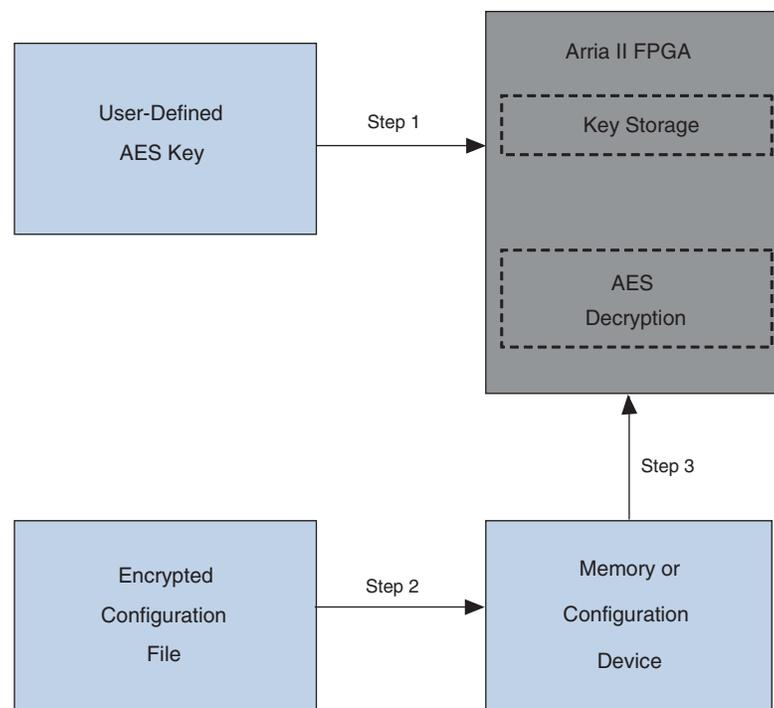 Arria II FPGA
User-Defined
AES Key
Step 1
Key Storage
AES
Decryption
Step 3
Encrypted
Configuration
File
Step 2
Memory or
Configuration
Device